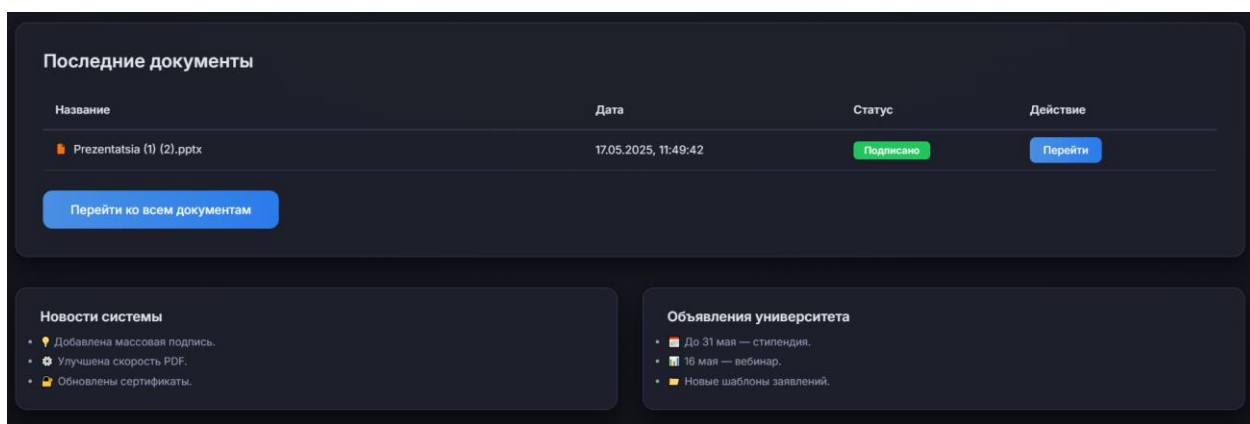 Последние документы
Название Дата Статус Действие
Prezentatsia (1) (2).pptx 17.05.2025, 11:49:42 Подписано Перейти
Перейти ко всем документам
Новости системы
• Добавлена массовая подпись.
• Улучшена скорость PDF.
• Обновлены сертификаты.
Объявления университета
• До 31 мая — стипендия.
• 16 мая — вебинар.
• Новые шаблоны заявлений.